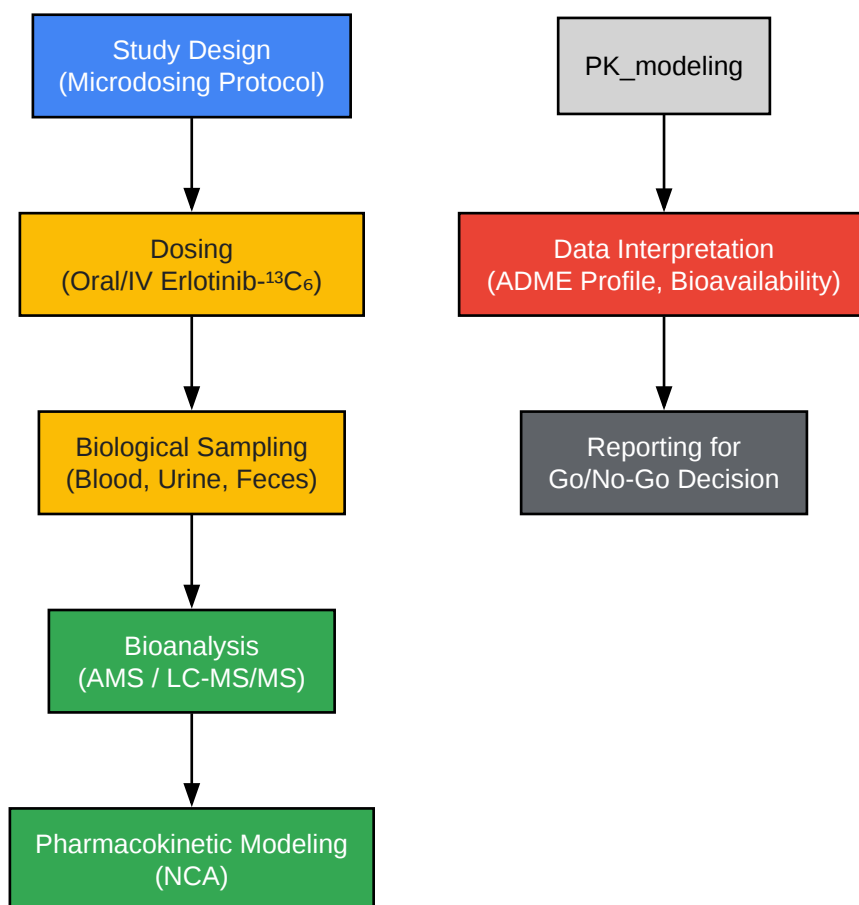 Study Design
(Microdosing Protocol)
Dosing
(Oral/IV Erlotinib-¹³C₆)
Biological Sampling
(Blood, Urine, Feces)
Bioanalysis
(AMS / LC-MS/MS)
Pharmacokinetic Modeling
(NCA)
PK_modeling
Data Interpretation
(ADME Profile, Bioavailability)
Reporting for
Go/No-Go Decision